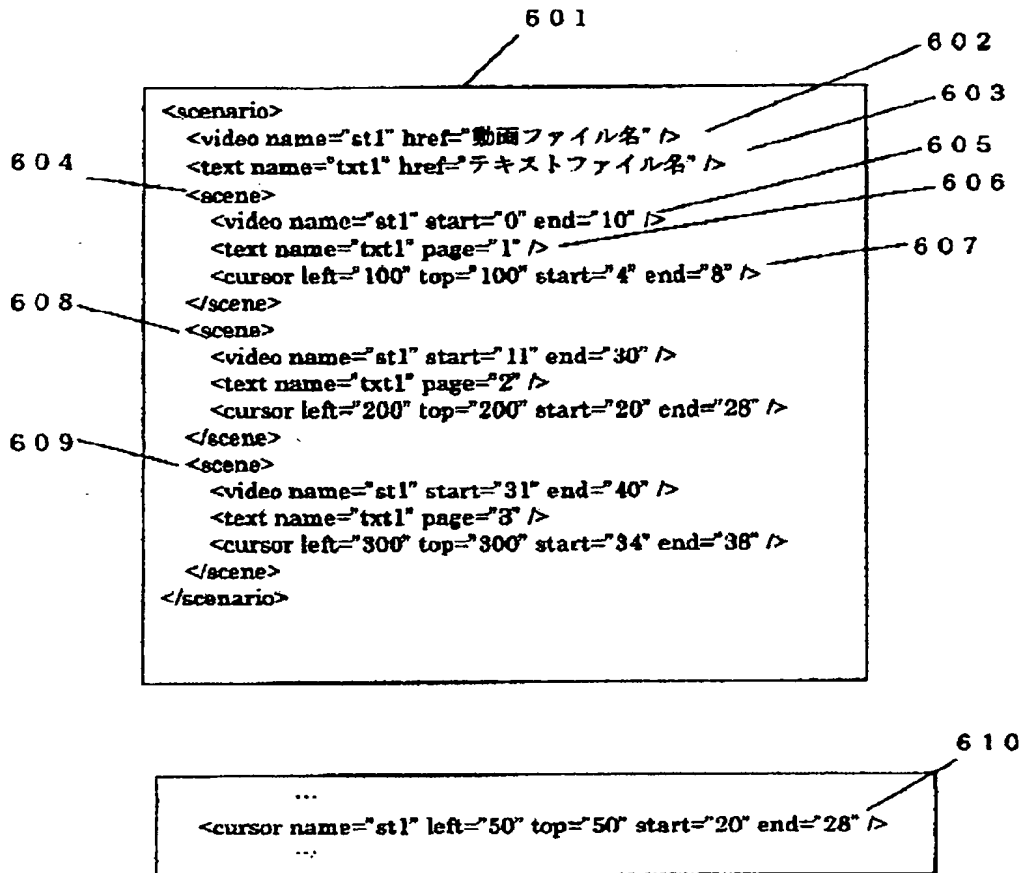 601
602
<scenario>
603
<video name="st1" href="動画ファイル名" />
605
604
<text name="txt1" href="テキストファイル名" />
606
<scene>
<video name="st1" start="0" end="10" />
<text name="txt1" page="1" />
607
<cursor left="100" top="100" start="4" end="8" />
608
</scene>
<scene>
<video name="st1" start="11" end="30" />
<text name="txt1" page="2" />
<cursor left="200" top="200" start="20" end="28" />
609
</scene>
<scene>
<video name="st1" start="31" end="40" />
<text name="txt1" page="3" />
<cursor left="300" top="300" start="34" end="38" />
</scene>
</scenario>
610
...
<cursor name="st1" left="50" top="50" start="20" end="28" />
...